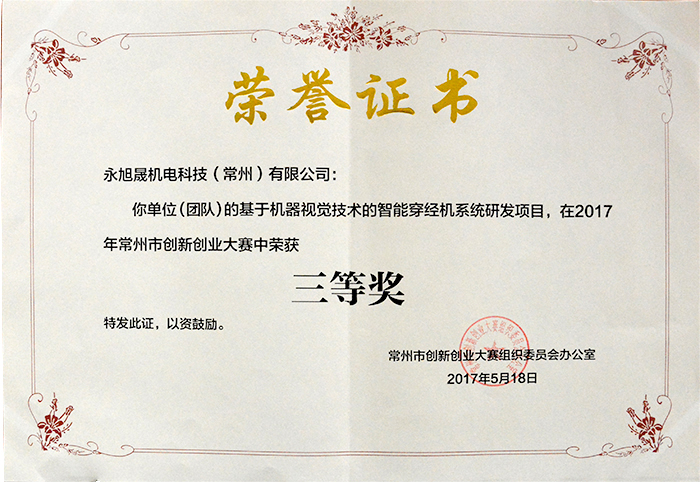 荣誉证书
永旭晟机电科技（常州）有限公司：
你单位（团队）的基于机器视觉技术的智能穿经机系统研发项目，在2017
年常州市创新创业大赛中荣获
三等奖
特发此证，以资鼓励。
常州市创新创业大赛组织委员会办公室
2017年5月18日